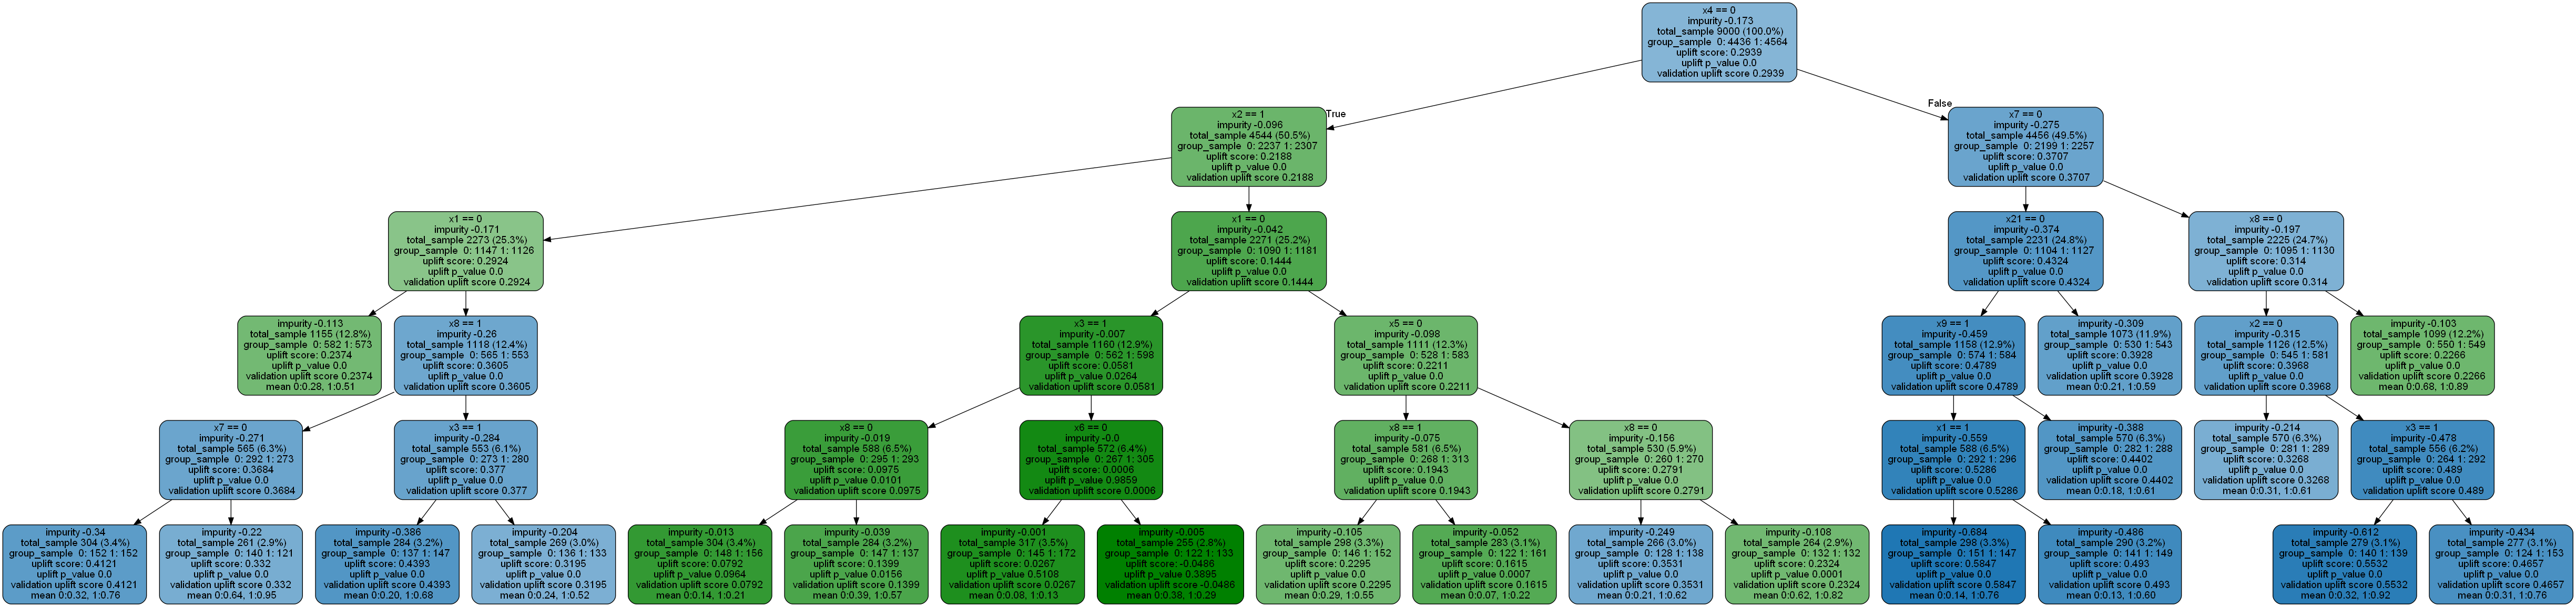 x4 == 0
impurity -0.173
total_sample 9000 (100.0%)
group_sample  0: 4436 1: 4564
uplift score: 0.2939
uplift p_value 0.0
validation uplift score 0.2939
True
False
x2 == 1
impurity -0.096
total_sample 4544 (50.5%)
group_sample  0: 2237 1: 2307
uplift score: 0.2188
uplift p_value 0.0
validation uplift score 0.2188
x7 == 0
impurity -0.275
total_sample 4456 (49.5%)
group_sample  0: 2199 1: 2257
uplift score: 0.3707
uplift p_value 0.0
validation uplift score 0.3707
x1 == 0
impurity -0.171
total_sample 2273 (25.3%)
group_sample  0: 1147 1: 1126
uplift score: 0.2924
uplift p_value 0.0
validation uplift score 0.2924
x1 == 0
impurity -0.042
total_sample 2271 (25.2%)
group_sample  0: 1090 1: 1181
uplift score: 0.1444
uplift p_value 0.0
validation uplift score 0.1444
x21 == 0
impurity -0.374
total_sample 2231 (24.8%)
group_sample  0: 1104 1: 1127
uplift score: 0.4324
uplift p_value 0.0
validation uplift score 0.4324
x8 == 0
impurity -0.197
total_sample 2225 (24.7%)
group_sample  0: 1095 1: 1130
uplift score: 0.314
uplift p_value 0.0
validation uplift score 0.314
impurity -0.113
total_sample 1155 (12.8%)
group_sample  0: 582 1: 573
uplift score: 0.2374
uplift p_value 0.0
validation uplift score 0.2374
mean 0:0.28, 1:0.51
x8 == 1
impurity -0.26
total_sample 1118 (12.4%)
group_sample  0: 565 1: 553
uplift score: 0.3605
uplift p_value 0.0
validation uplift score 0.3605
x3 == 1
impurity -0.007
total_sample 1160 (12.9%)
group_sample  0: 562 1: 598
uplift score: 0.0581
uplift p_value 0.0264
validation uplift score 0.0581
x5 == 0
impurity -0.098
total_sample 1111 (12.3%)
group_sample  0: 528 1: 583
uplift score: 0.2211
uplift p_value 0.0
validation uplift score 0.2211
x9 == 1
impurity -0.459
total_sample 1158 (12.9%)
group_sample  0: 574 1: 584
uplift score: 0.4789
uplift p_value 0.0
validation uplift score 0.4789
impurity -0.309
total_sample 1073 (11.9%)
group_sample  0: 530 1: 543
uplift score: 0.3928
uplift p_value 0.0
validation uplift score 0.3928
mean 0:0.21, 1:0.59
x2 == 0
impurity -0.315
total_sample 1126 (12.5%)
group_sample  0: 545 1: 581
uplift score: 0.3968
uplift p_value 0.0
validation uplift score 0.3968
impurity -0.103
total_sample 1099 (12.2%)
group_sample  0: 550 1: 549
uplift score: 0.2266
uplift p_value 0.0
validation uplift score 0.2266
mean 0:0.68, 1:0.89
x7 == 0
impurity -0.271
total_sample 565 (6.3%)
group_sample  0: 292 1: 273
uplift score: 0.3684
uplift p_value 0.0
validation uplift score 0.3684
x3 == 1
impurity -0.284
total_sample 553 (6.1%)
group_sample  0: 273 1: 280
uplift score: 0.377
uplift p_value 0.0
validation uplift score 0.377
x8 == 0
impurity -0.019
total_sample 588 (6.5%)
group_sample  0: 295 1: 293
uplift score: 0.0975
uplift p_value 0.0101
validation uplift score 0.0975
x6 == 0
impurity -0.0
total_sample 572 (6.4%)
group_sample  0: 267 1: 305
uplift score: 0.0006
uplift p_value 0.9859
validation uplift score 0.0006
x8 == 1
impurity -0.075
total_sample 581 (6.5%)
group_sample  0: 268 1: 313
uplift score: 0.1943
uplift p_value 0.0
validation uplift score 0.1943
x8 == 0
impurity -0.156
total_sample 530 (5.9%)
group_sample  0: 260 1: 270
uplift score: 0.2791
uplift p_value 0.0
validation uplift score 0.2791
x1 == 1
impurity -0.559
total_sample 588 (6.5%)
group_sample  0: 292 1: 296
uplift score: 0.5286
uplift p_value 0.0
validation uplift score 0.5286
impurity -0.388
total_sample 570 (6.3%)
group_sample  0: 282 1: 288
uplift score: 0.4402
uplift p_value 0.0
validation uplift score 0.4402
mean 0:0.18, 1:0.61
impurity -0.214
total_sample 570 (6.3%)
group_sample  0: 281 1: 289
uplift score: 0.3268
uplift p_value 0.0
validation uplift score 0.3268
mean 0:0.31, 1:0.61
x3 == 1
impurity -0.478
total_sample 556 (6.2%)
group_sample  0: 264 1: 292
uplift score: 0.489
uplift p_value 0.0
validation uplift score 0.489
impurity -0.34
total_sample 304 (3.4%)
group_sample  0: 152 1: 152
uplift score: 0.4121
uplift p_value 0.0
validation uplift score 0.4121
mean 0:0.32, 1:0.76
impurity -0.22
total_sample 261 (2.9%)
group_sample  0: 140 1: 121
uplift score: 0.332
uplift p_value 0.0
validation uplift score 0.332
mean 0:0.64, 1:0.95
impurity -0.386
total_sample 284 (3.2%)
group_sample  0: 137 1: 147
uplift score: 0.4393
uplift p_value 0.0
validation uplift score 0.4393
mean 0:0.20, 1:0.68
impurity -0.204
total_sample 269 (3.0%)
group_sample  0: 136 1: 133
uplift score: 0.3195
uplift p_value 0.0
validation uplift score 0.3195
mean 0:0.24, 1:0.52
impurity -0.013
total_sample 304 (3.4%)
group_sample  0: 148 1: 156
uplift score: 0.0792
uplift p_value 0.0964
validation uplift score 0.0792
mean 0:0.14, 1:0.21
impurity -0.039
total_sample 284 (3.2%)
group_sample  0: 147 1: 137
uplift score: 0.1399
uplift p_value 0.0156
validation uplift score 0.1399
mean 0:0.39, 1:0.57
impurity -0.001
total_sample 317 (3.5%)
group_sample  0: 145 1: 172
uplift score: 0.0267
uplift p_value 0.5108
validation uplift score 0.0267
mean 0:0.08, 1:0.13
impurity -0.005
total_sample 255 (2.8%)
group_sample  0: 122 1: 133
uplift score: -0.0486
uplift p_value 0.3895
validation uplift score -0.0486
mean 0:0.38, 1:0.29
impurity -0.105
total_sample 298 (3.3%)
group_sample  0: 146 1: 152
uplift score: 0.2295
uplift p_value 0.0
validation uplift score 0.2295
mean 0:0.29, 1:0.55
impurity -0.052
total_sample 283 (3.1%)
group_sample  0: 122 1: 161
uplift score: 0.1615
uplift p_value 0.0007
validation uplift score 0.1615
mean 0:0.07, 1:0.22
impurity -0.249
total_sample 266 (3.0%)
group_sample  0: 128 1: 138
uplift score: 0.3531
uplift p_value 0.0
validation uplift score 0.3531
mean 0:0.21, 1:0.62
impurity -0.108
total_sample 264 (2.9%)
group_sample  0: 132 1: 132
uplift score: 0.2324
uplift p_value 0.0001
validation uplift score 0.2324
mean 0:0.62, 1:0.82
impurity -0.684
total_sample 298 (3.3%)
group_sample  0: 151 1: 147
uplift score: 0.5847
uplift p_value 0.0
validation uplift score 0.5847
mean 0:0.14, 1:0.76
impurity -0.486
total_sample 290 (3.2%)
group_sample  0: 141 1: 149
uplift score: 0.493
uplift p_value 0.0
validation uplift score 0.493
mean 0:0.13, 1:0.60
impurity -0.612
total_sample 279 (3.1%)
group_sample  0: 140 1: 139
uplift score: 0.5532
uplift p_value 0.0
validation uplift score 0.5532
mean 0:0.32, 1:0.92
impurity -0.434
total_sample 277 (3.1%)
group_sample  0: 124 1: 153
uplift score: 0.4657
uplift p_value 0.0
validation uplift score 0.4657
mean 0:0.31, 1:0.76